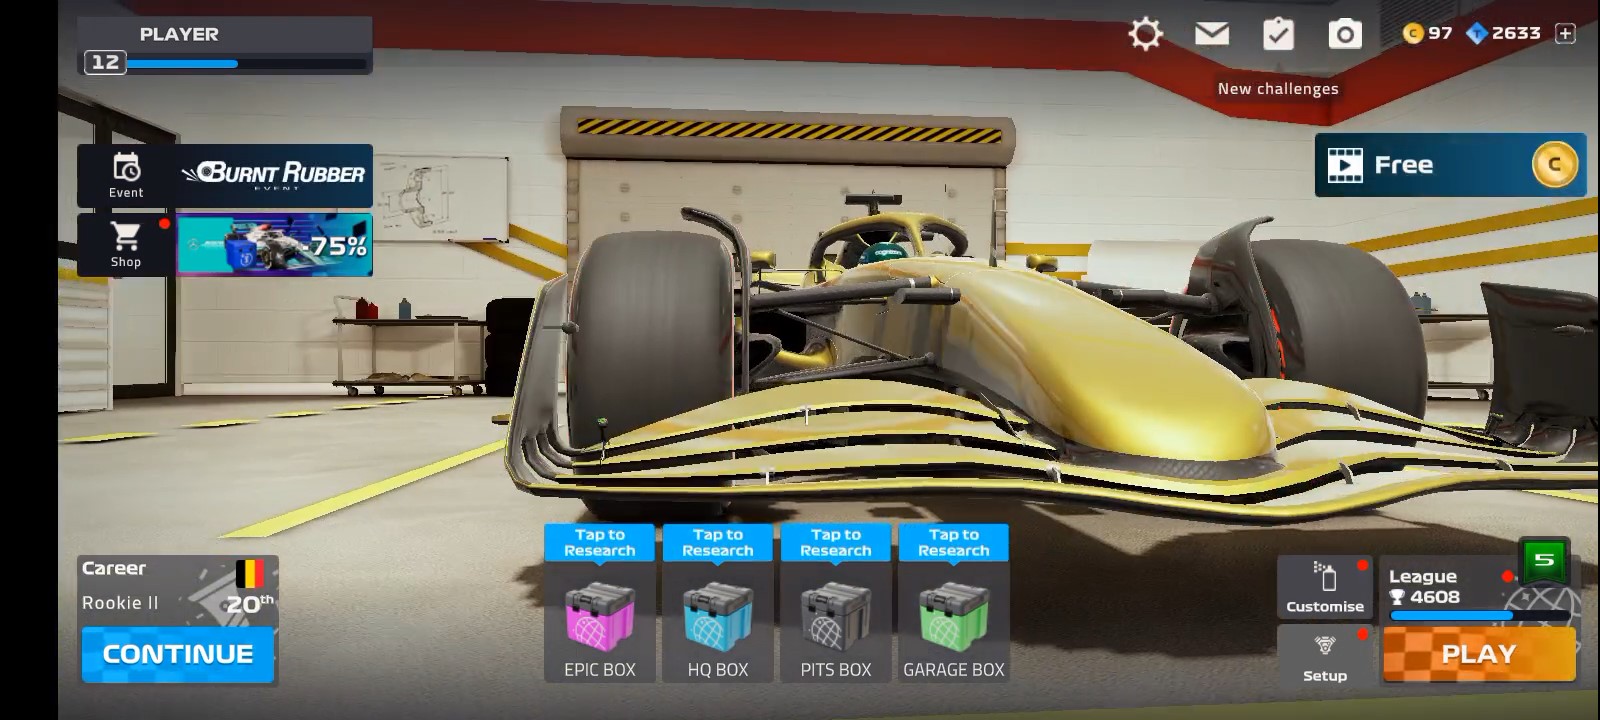 PLAYER
12
97
2633
New challenges
Event
BURNT RUBBER
EVENT
Free
Shop
-75%
cognizant
Tap to
Research
Tap to
Research
Tap to
Research
Tap to
Research
EPIC BOX
HQ BOX
PITS BOX
GARAGE BOX
Career
Rookie II
20th
CONTINUE
Customise
Setup
League
4608
5
PLAY